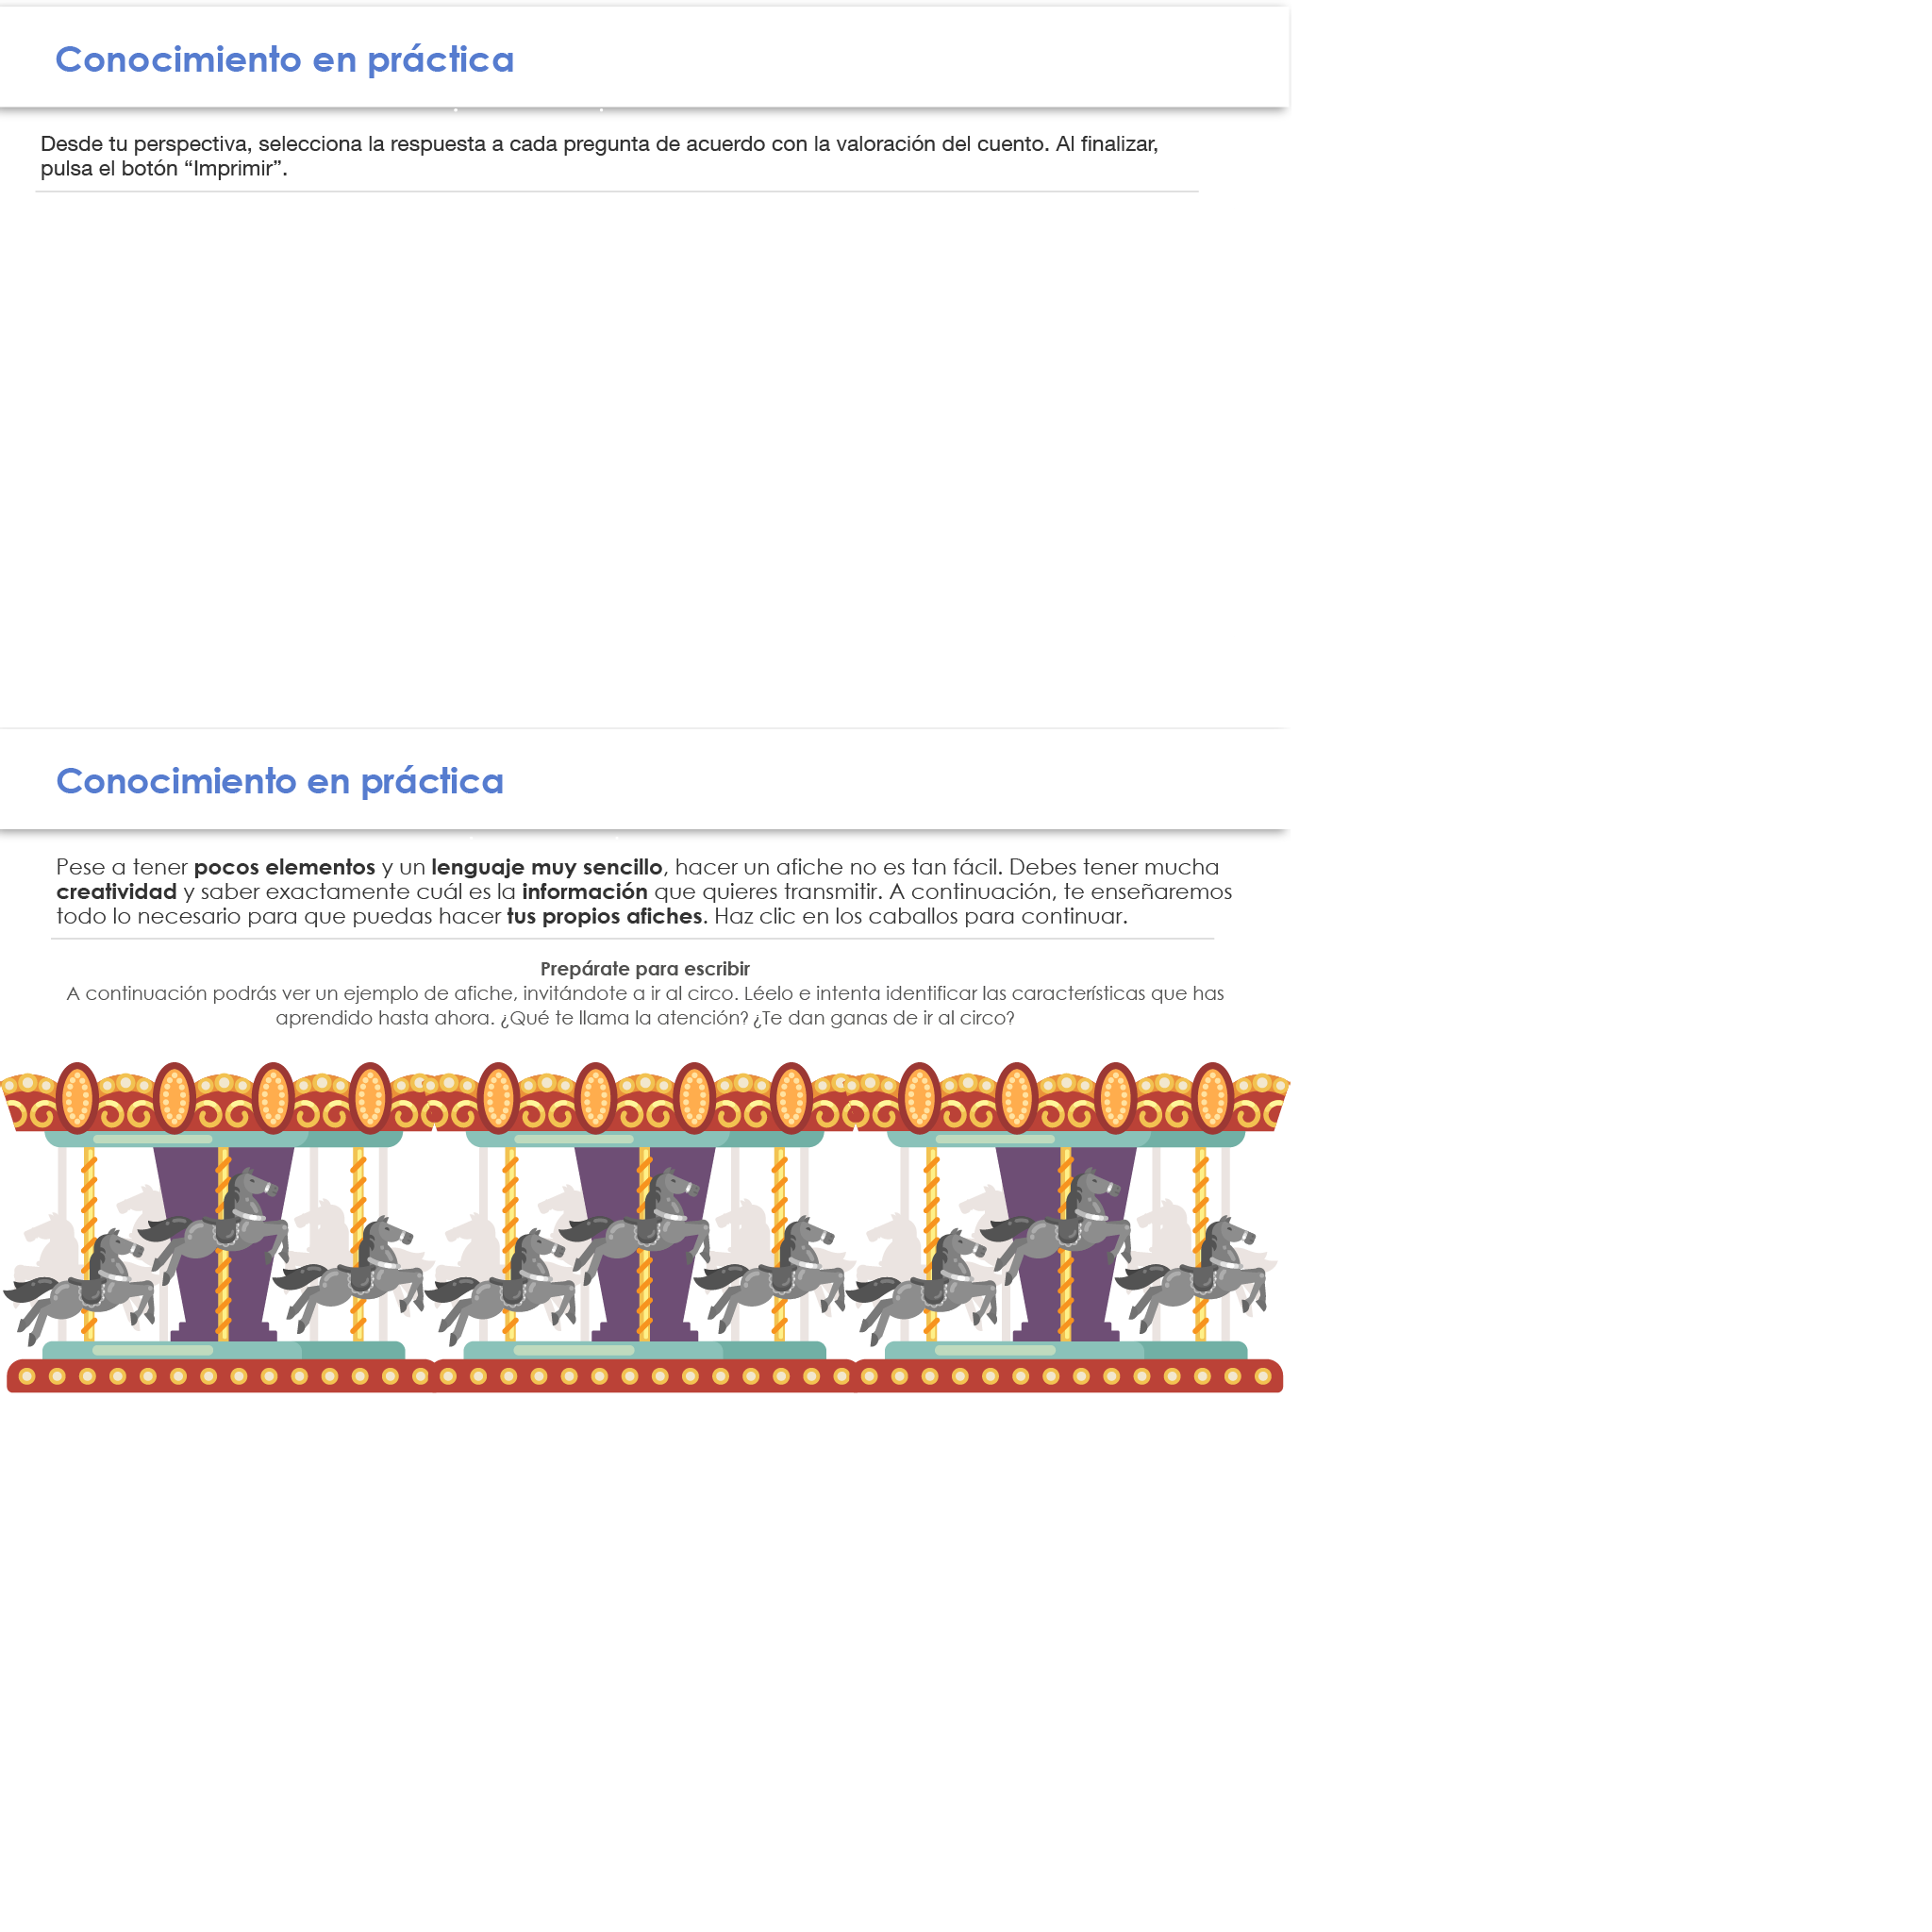 Conocimiento en práctica
Desde tu perspectiva, selecciona la respuesta a cada pregunta de acuerdo con la valoración del cuento. Al finalizar,
pulsa el botón “Imprimir”.
Conocimiento en práctica
Pese a tener pocos elementos y un lenguaje muy sencillo, hacer un afiche no es tan fácil. Debes tener mucha
creatividad y saber exactamente cuál es la información que quieres transmitir. A continuación, te enseñaremos
todo lo necesario para que puedas hacer tus propios afiches. Haz clic en los caballos para continuar.
Prepárate para escribir
A continuación podrás ver un ejemplo de afiche, invitándote a ir al circo. Léelo e intenta identificar las características que has
aprendido hasta ahora. ¿Qué te llama la atención? ¿Te dan ganas de ir al circo?